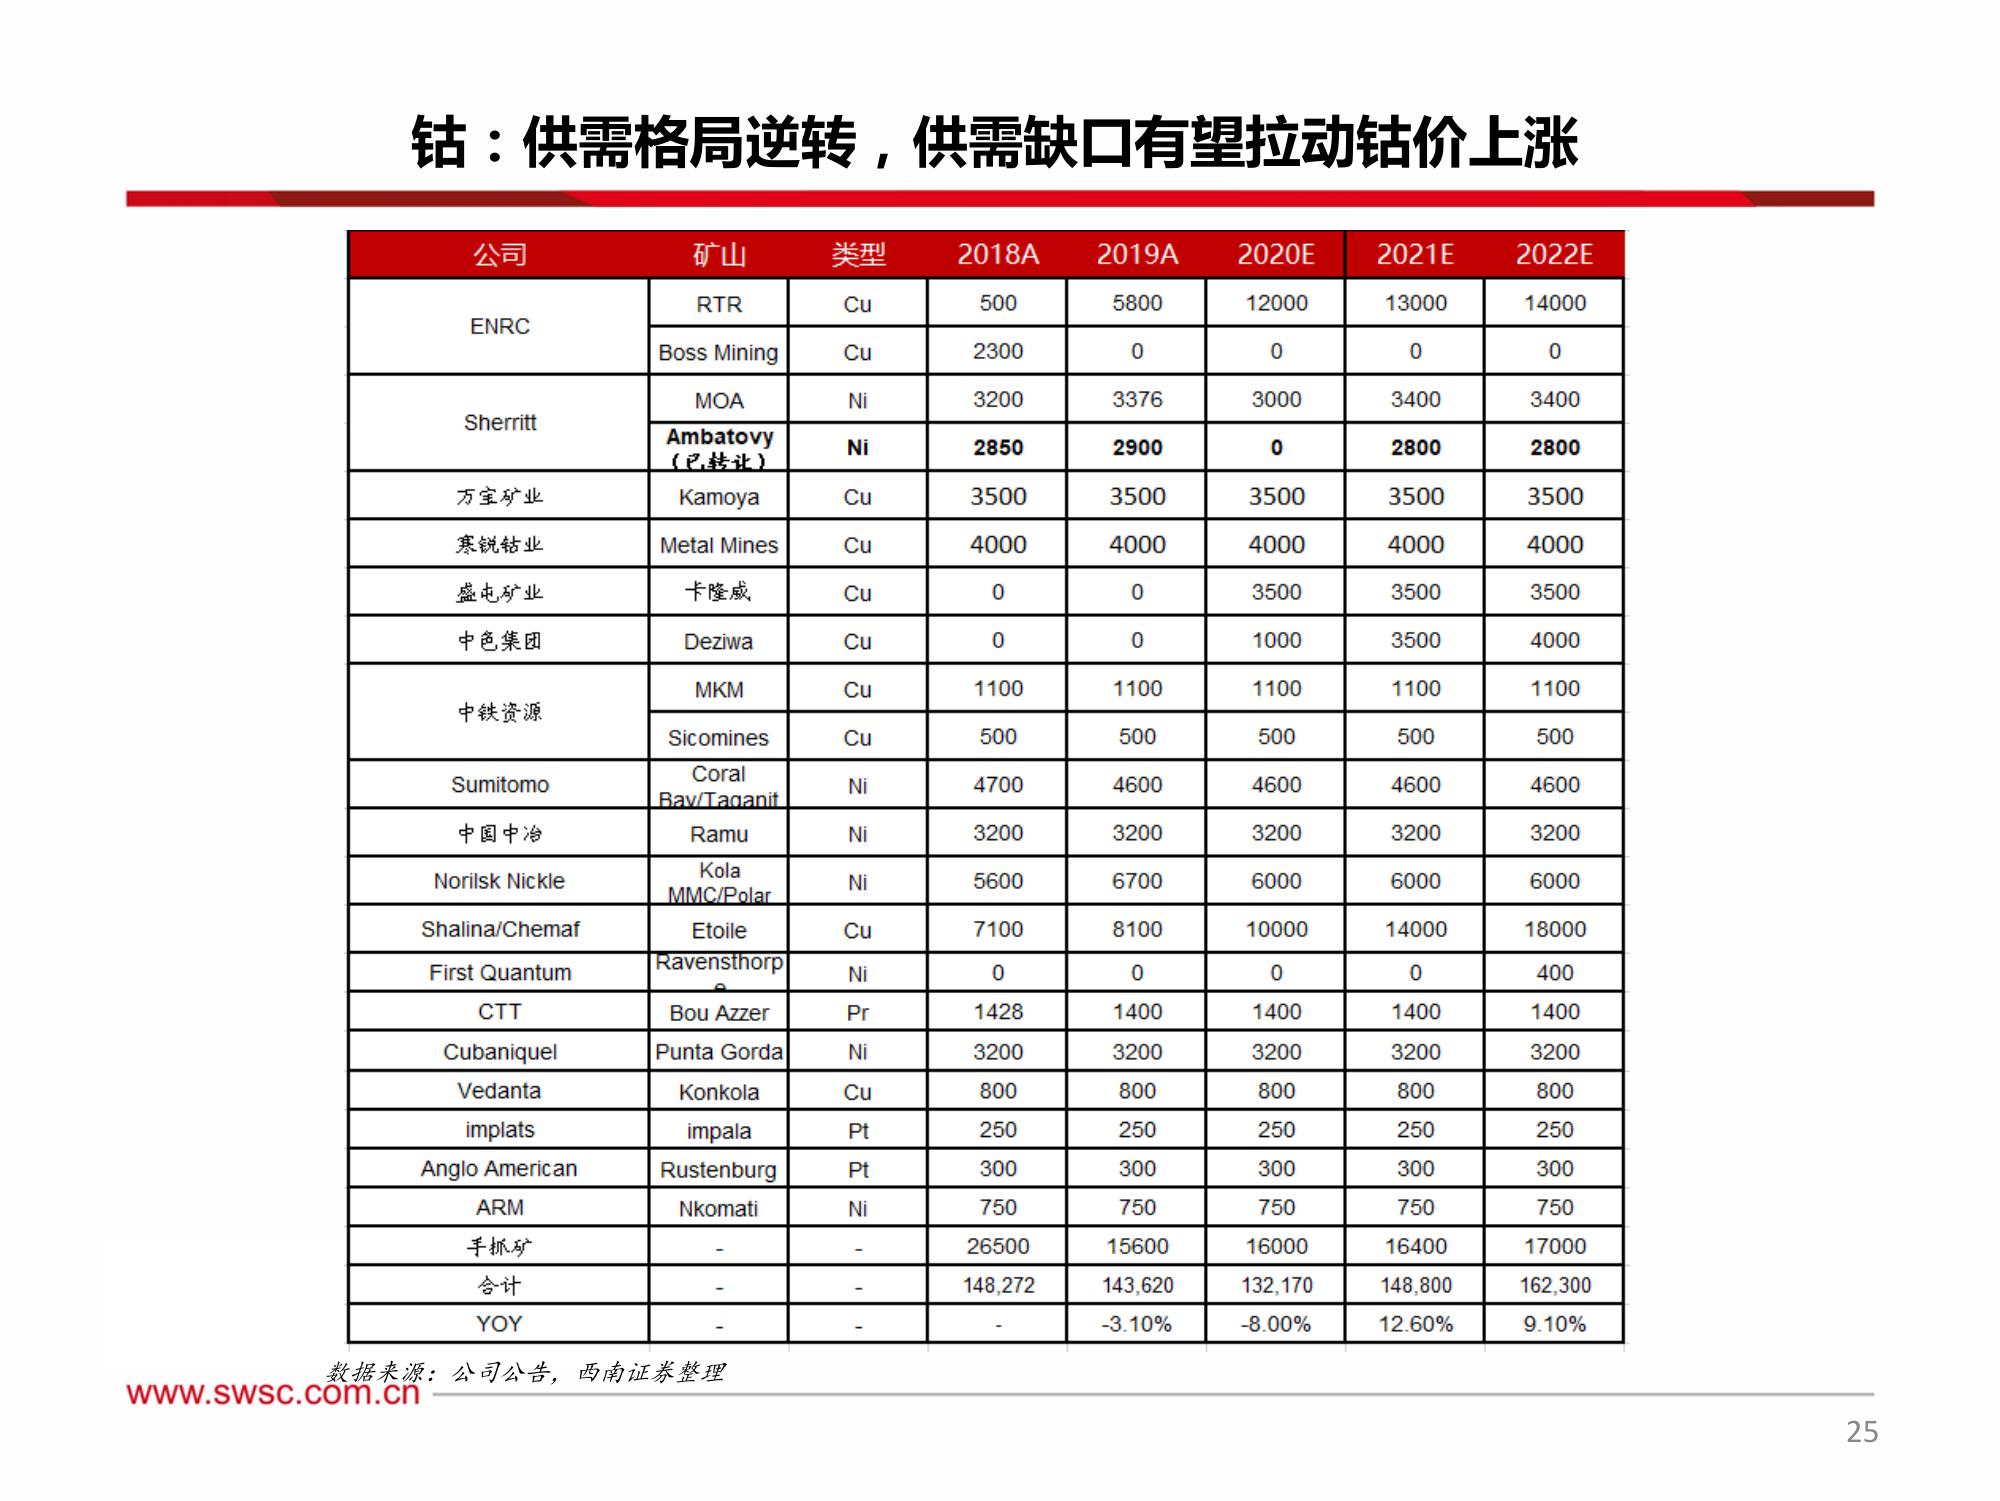 钴：供需格局逆转，供需缺口有望拉动钴价上涨
公司 矿山 类型 2018A 2019A 2020E 2021E 2022E
ENRC RTR Cu 500 5800 12000 13000 14000
Boss Mining Cu 2300 0 0 0 0
Sherritt MOA Ni 3200 3376 3000 3400 3400
Ambatovy（已转让） Ni 2850 2900 0 2800 2800
万宝矿业 Kamoya Cu 3500 3500 3500 3500 3500
寒锐钴业 Metal Mines Cu 4000 4000 4000 4000 4000
盛屯矿业 卡隆威 Cu 0 0 3500 3500 3500
中色集团 Deziwa Cu 0 0 1000 3500 4000
中铁资源 MKM Cu 1100 1100 1100 1100 1100
Sicomines Cu 500 500 500 500 500
Sumitomo Coral Bay/Taganit Ni 4700 4600 4600 4600 4600
中国中冶 Ramu Ni 3200 3200 3200 3200 3200
Norilsk Nickle Kola MMC/Polar Ni 5600 6700 6000 6000 6000
Shalina/Chemaf Etoile Cu 7100 8100 10000 14000 18000
First Quantum Ravensthorpe Ni 0 0 0 0 400
CTT Bou Azzer Pr 1428 1400 1400 1400 1400
Cubaniquel Punta Gorda Ni 3200 3200 3200 3200 3200
Vedanta Konkola Cu 800 800 800 800 800
implats impala Pt 250 250 250 250 250
Anglo American Rustenburg Pt 300 300 300 300 300
ARM Nkomati Ni 750 750 750 750 750
手抓矿 - - 26500 15600 16000 16400 17000
合计 - - 148,272 143,620 132,170 148,800 162,300
YOY - - - -3.10% -8.00% 12.60% 9.10%
数据来源：公司公告，西南证券整理
www.swsc.com.cn
25